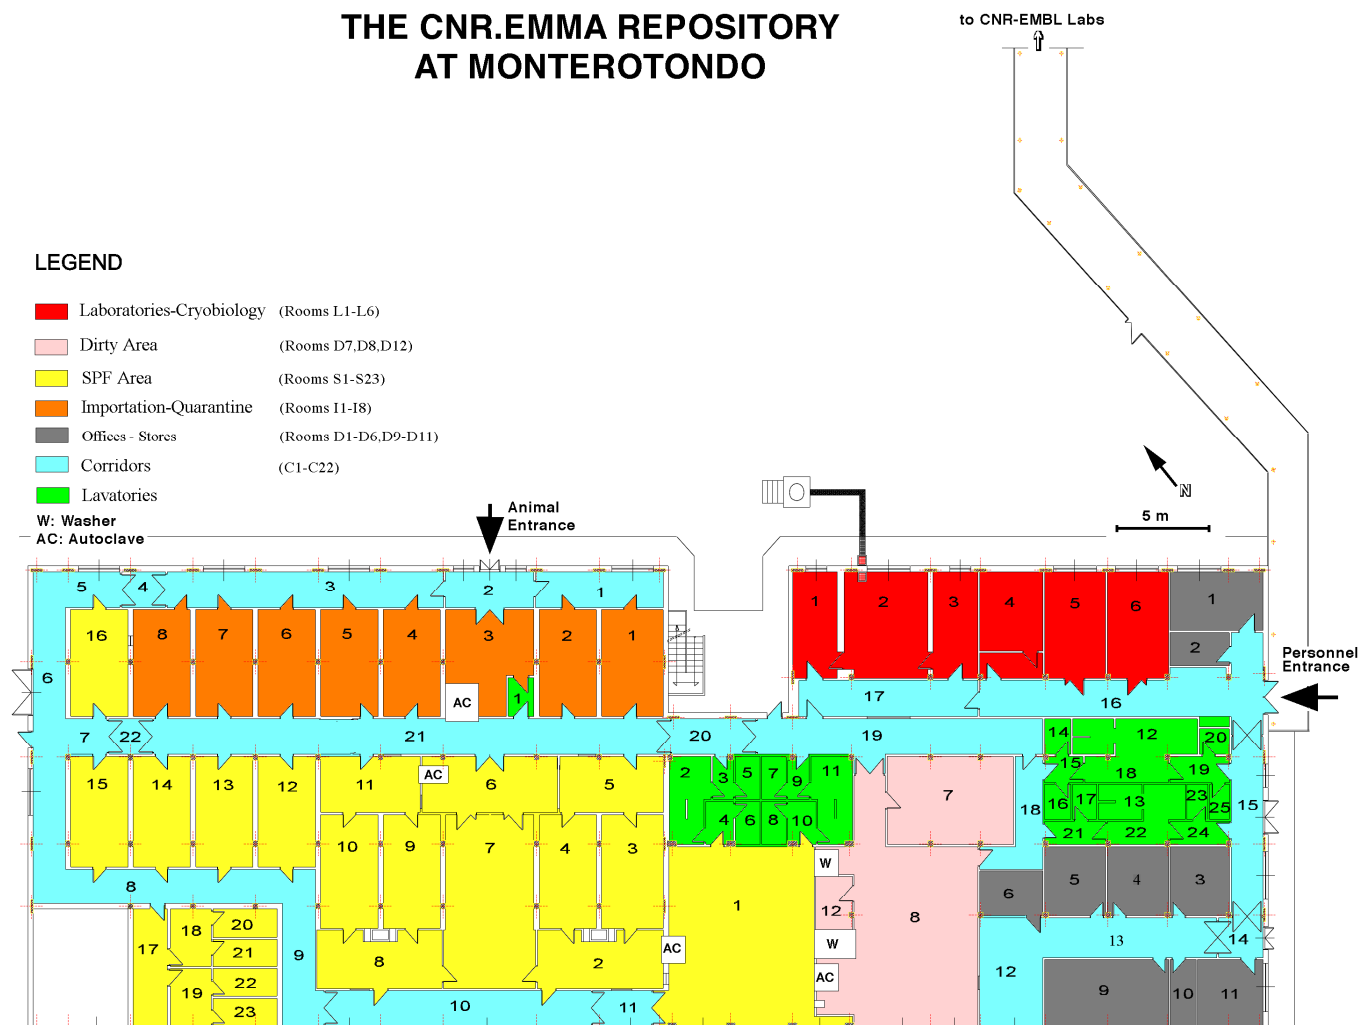 THE CNR.EMMA REPOSITORY
AT MONTEROTONDO
to CNR-EMBL Labs
LEGEND
Laboratories-Cryobiology (Rooms L1-L6)
Dirty Area (Rooms D7,D8,D12)
SPF Area (Rooms S1-S23)
Importation-Quarantine (Rooms I1-I8)
Offices - Stores (Rooms D1-D6,D9-D11)
Corridors (C1-C22)
Lavatories
W: Washer
AC: Autoclave
Animal
Entrance
N
5 m
Personnel
Entrance
5 4 3 2 1
1 2 3 4 5 6 1
16 8 7 6 5 4 3 2 1
2
6
AC 1
17 16
7 22 21 20 19
14 12 20
15 14 13 12 11 AC 6 5
2 3 5 7 9 11
7
15 18 19
18 16 17 13 23 25 15
4 6 8 10
21 22 24
10 9 7 4 3
W
8
1
12 8
6 5 4 3
17 18 20
21
19 22
23
9
8 2
AC
W
AC
13 14
12
10 11
9 10 11